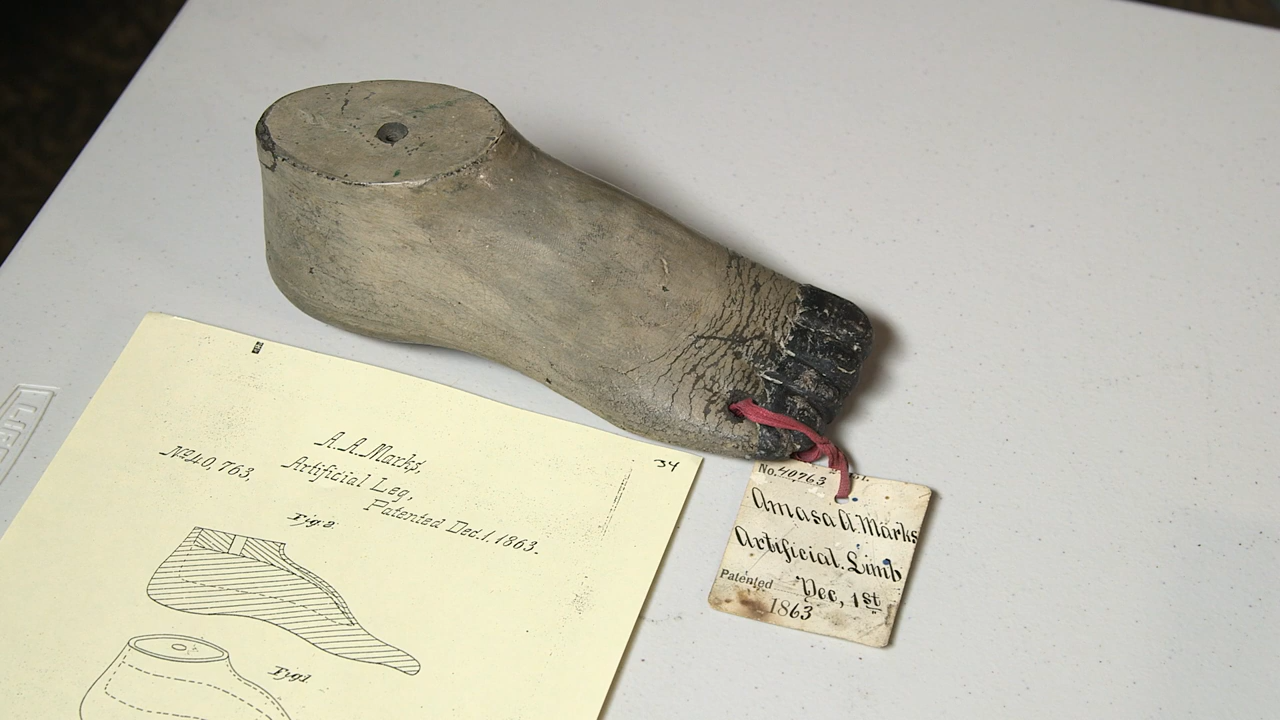 A. A. Marks,
Artificial Leg,
No 40,763.
Patented Dec. 1. 1863.
34
Fig. 2.
Fig. 1.
No. 40763
Amasa A Marks
Artificial. Limb
Patented Dec, 1st
1863